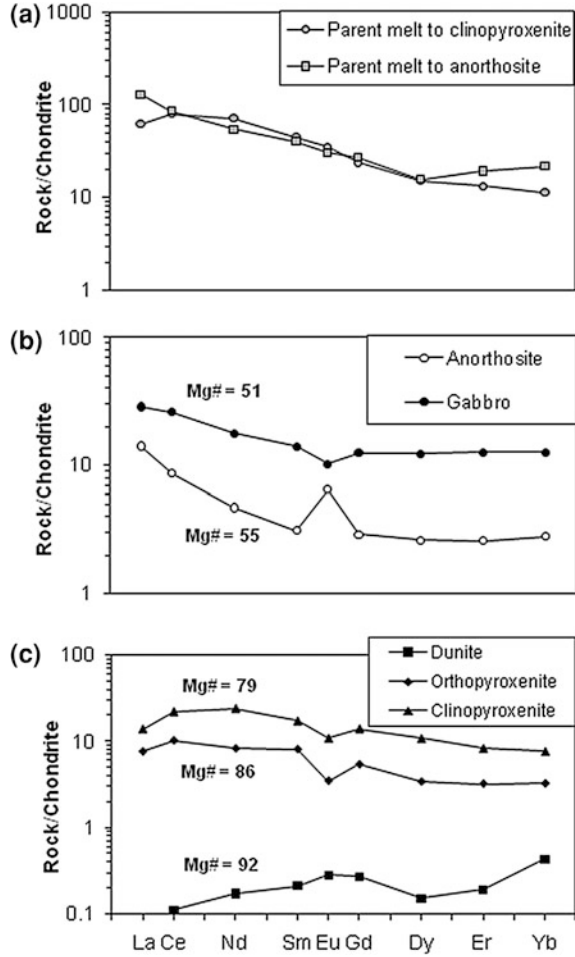 (a)
1000
100
10
1
Rock/Chondrite
Parent melt to clinopyroxenite
Parent melt to anorthosite
(b)
100
10
1
Rock/Chondrite
Anorthosite
Gabbro
Mg# = 51
Mg# = 55
(c)
100
10
1
0.1
Rock/Chondrite
Dunite
Orthopyroxenite
Clinopyroxenite
Mg# = 79
Mg# = 86
Mg# = 92
La Ce Nd Sm Eu Gd Dy Er Yb